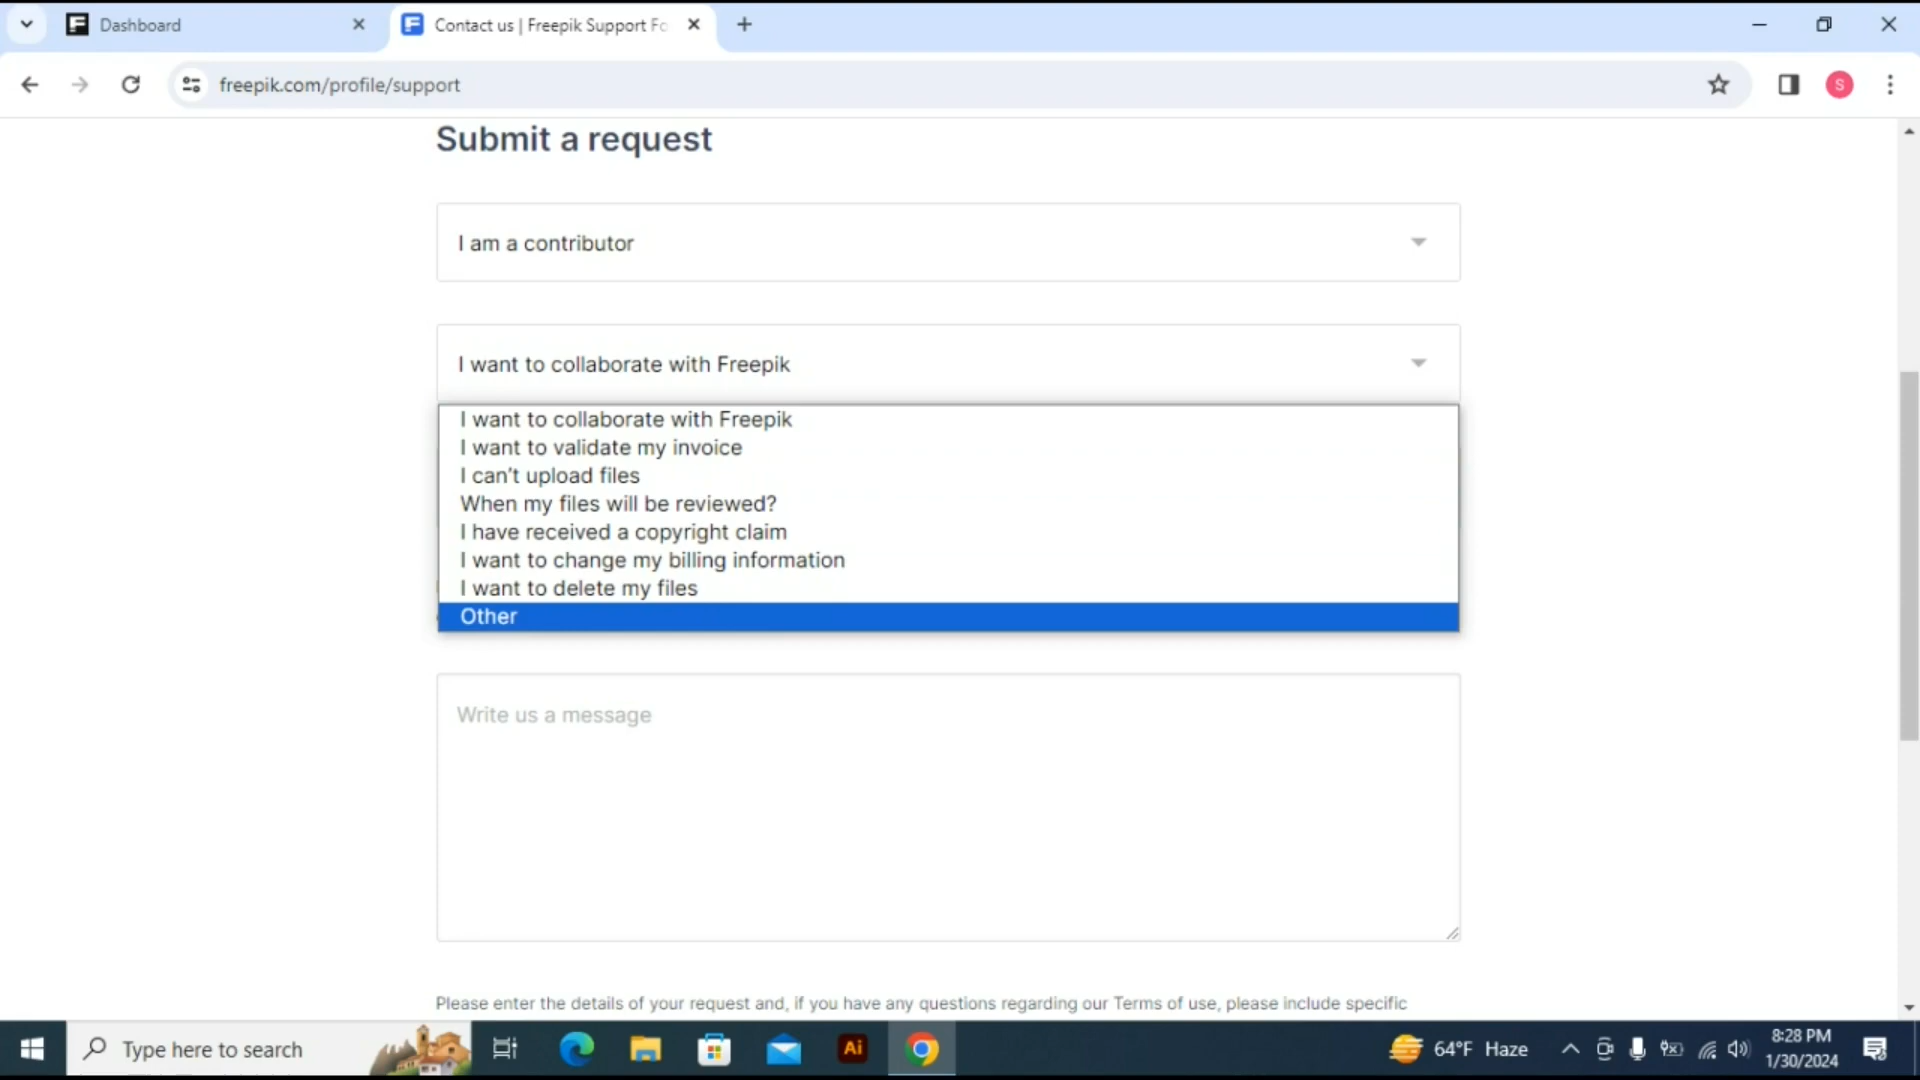 Dashboard
Contact us | Freepik Support Fo
freepik.com/profile/support
S
Submit a request
I am a contributor
I want to collaborate with Freepik
I want to collaborate with Freepik
I want to validate my invoice
I can't upload files
When my files will be reviewed?
I have received a copyright claim
I want to change my billing information
I want to delete my files
Other
Write us a message
Please enter the details of your request and, if you have any questions regarding our Terms of use, please include specific
Type here to search
Ai
64°F Haze
8:28 PM
1/30/2024